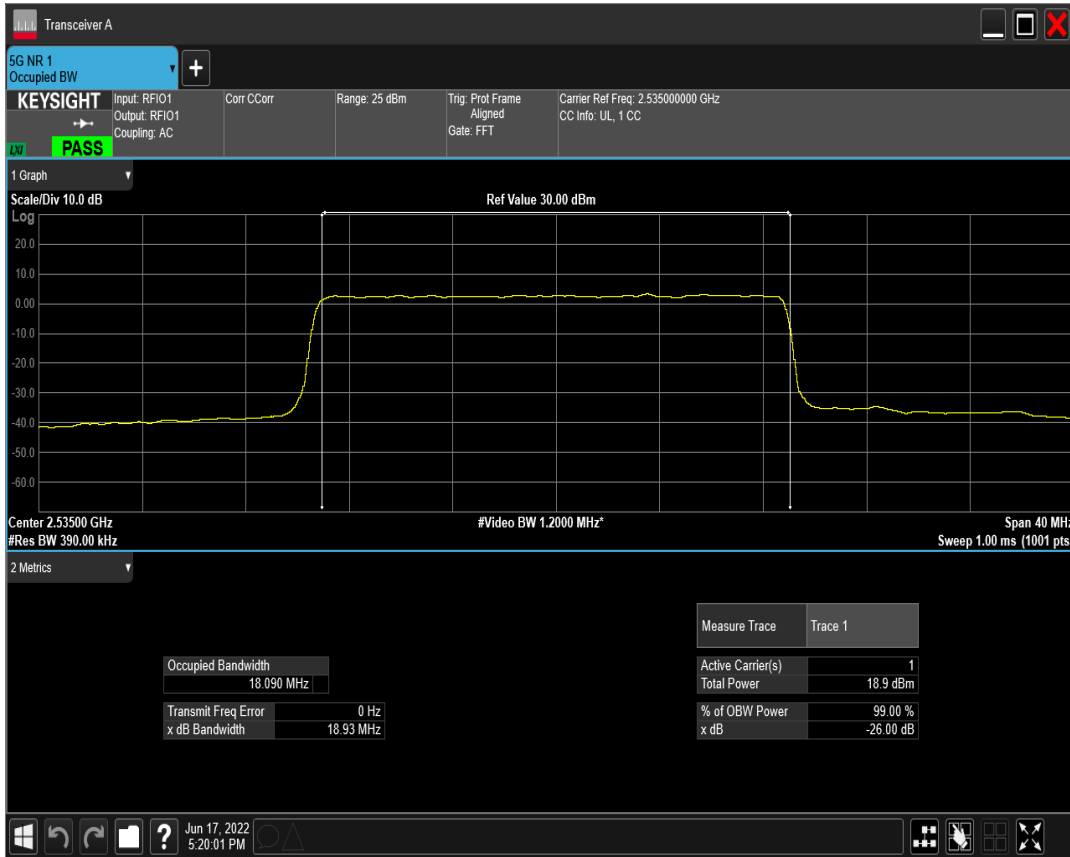 Transceiver A
5G NR 1
Occupied BW
+
KEYSIGHT
LXI
PASS
Input: RFIO1
Output: RFIO1
Coupling: AC
Corr CCorr
Range: 25 dBm
Trig: Prot Frame
Aligned
Gate: FFT
Carrier Ref Freq: 2.535000000 GHz
CC Info: UL, 1 CC
1 Graph
Scale/Div 10.0 dB
Ref Value 30.00 dBm
Log
20.0
10.0
0.00
-10.0
-20.0
-30.0
-40.0
-50.0
-60.0
Center 2.53500 GHz
#Video BW 1.2000 MHz*
Span 40 MHz
#Res BW 390.00 kHz
Sweep 1.00 ms (1001 pts
2 Metrics
Measure Trace Trace 1
Occupied Bandwidth
18.090 MHz
Active Carrier(s) 1
Total Power 18.9 dBm
Transmit Freq Error 0 Hz
x dB Bandwidth 18.93 MHz
% of OBW Power 99.00 %
x dB -26.00 dB
?
Jun 17, 2022
5:20:01 PM